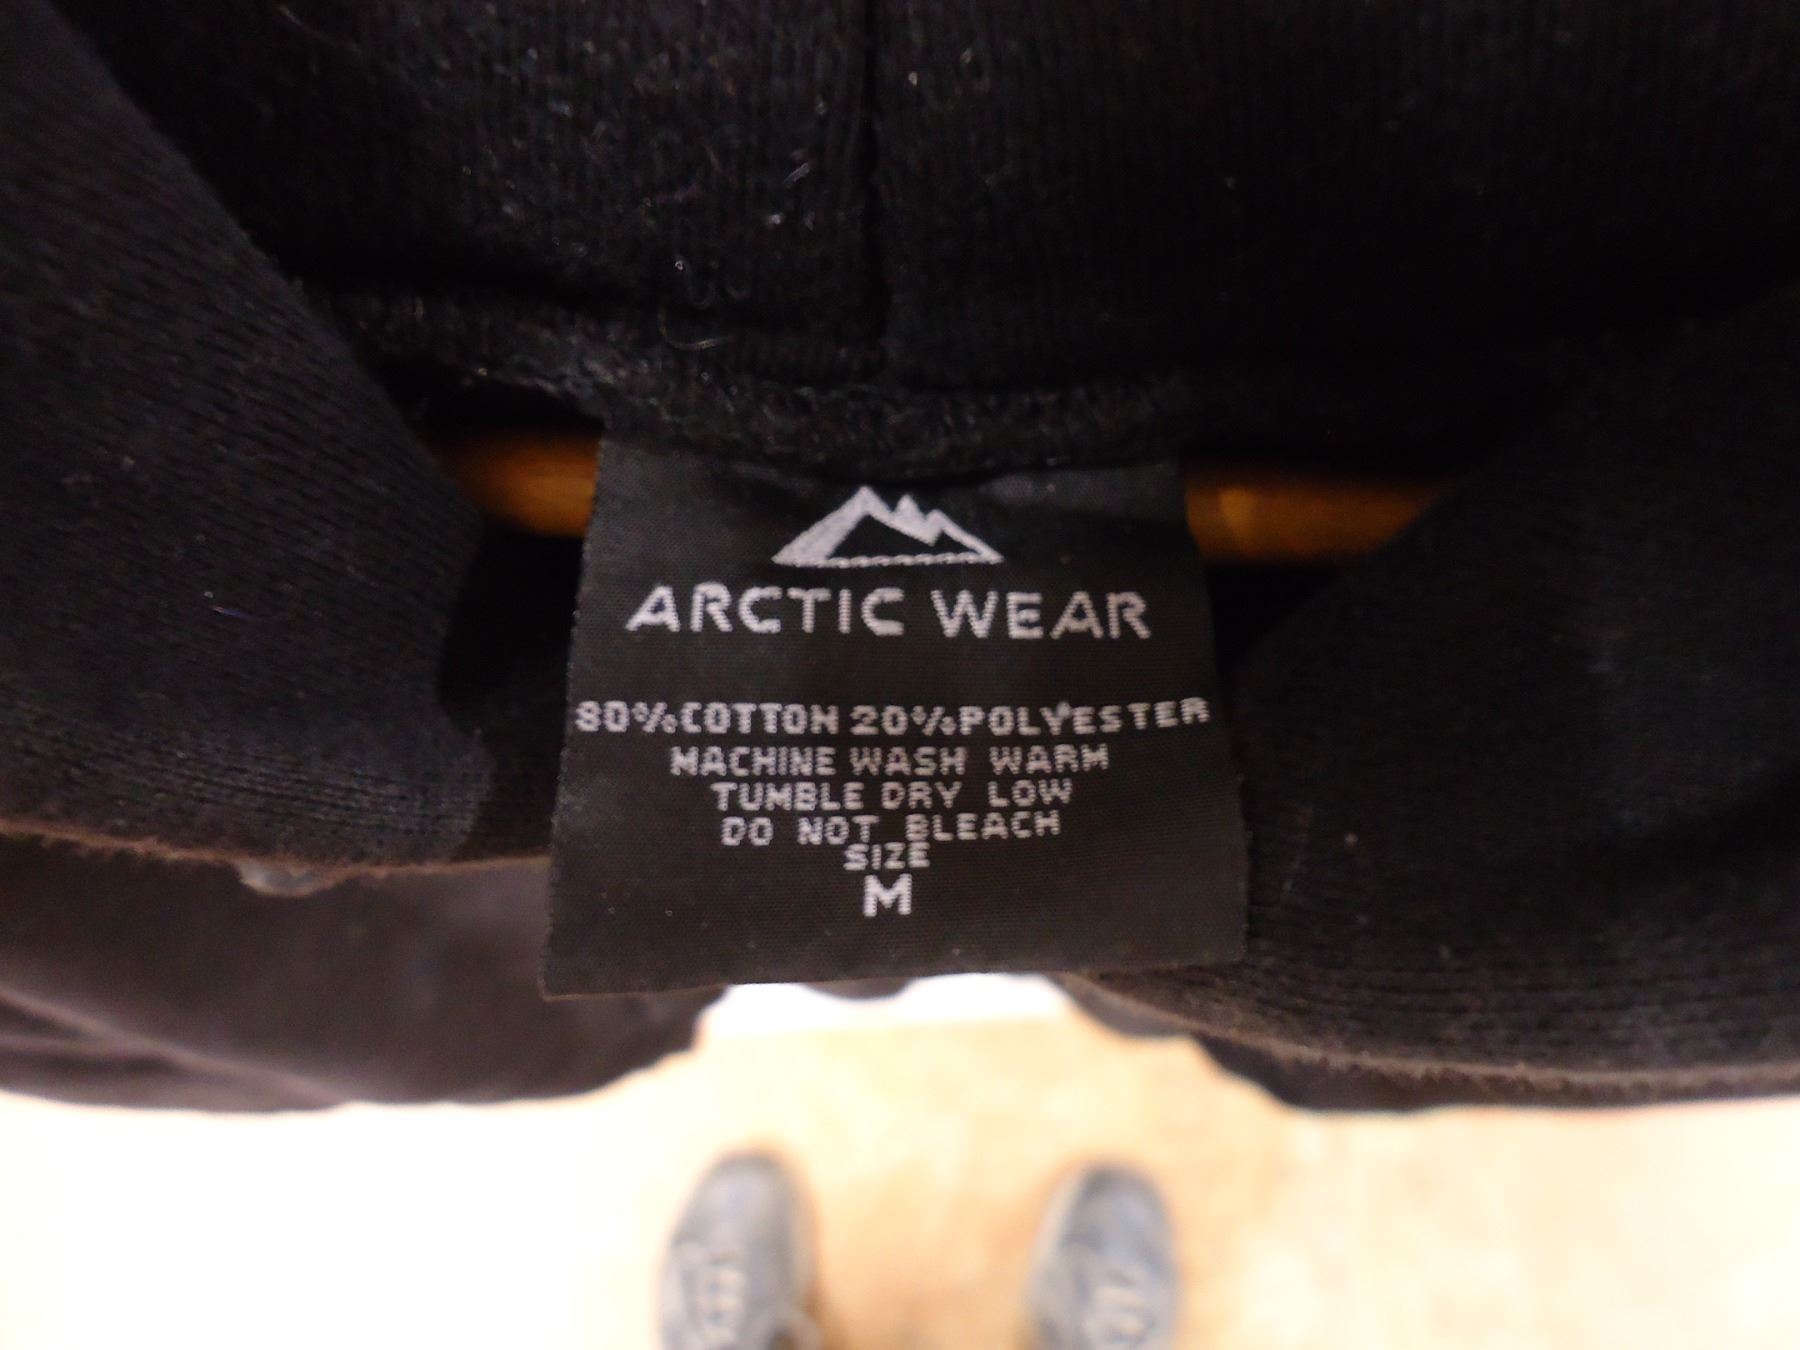 ARCTIC WEAR
80%COTTON 20%POLYESTER
MACHINE WASH WARM
TUMBLE DRY LOW
DO NOT BLEACH
SIZE
M